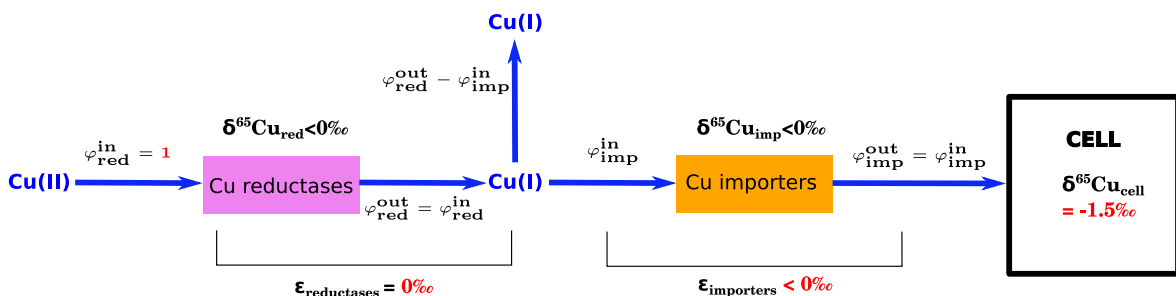 Cu(I)
φ_red^out − φ_imp^in
δ⁶⁵Cu_red<0‰
δ⁶⁵Cu_imp<0‰
CELL
φ_red^in = 1
φ_imp^in
φ_imp^out = φ_imp^in
Cu(II)
Cu reductases
Cu(I)
Cu importers
δ⁶⁵Cu_cell
= -1.5‰
φ_red^out = φ_red^in
ε_reductases = 0‰
ε_importers < 0‰